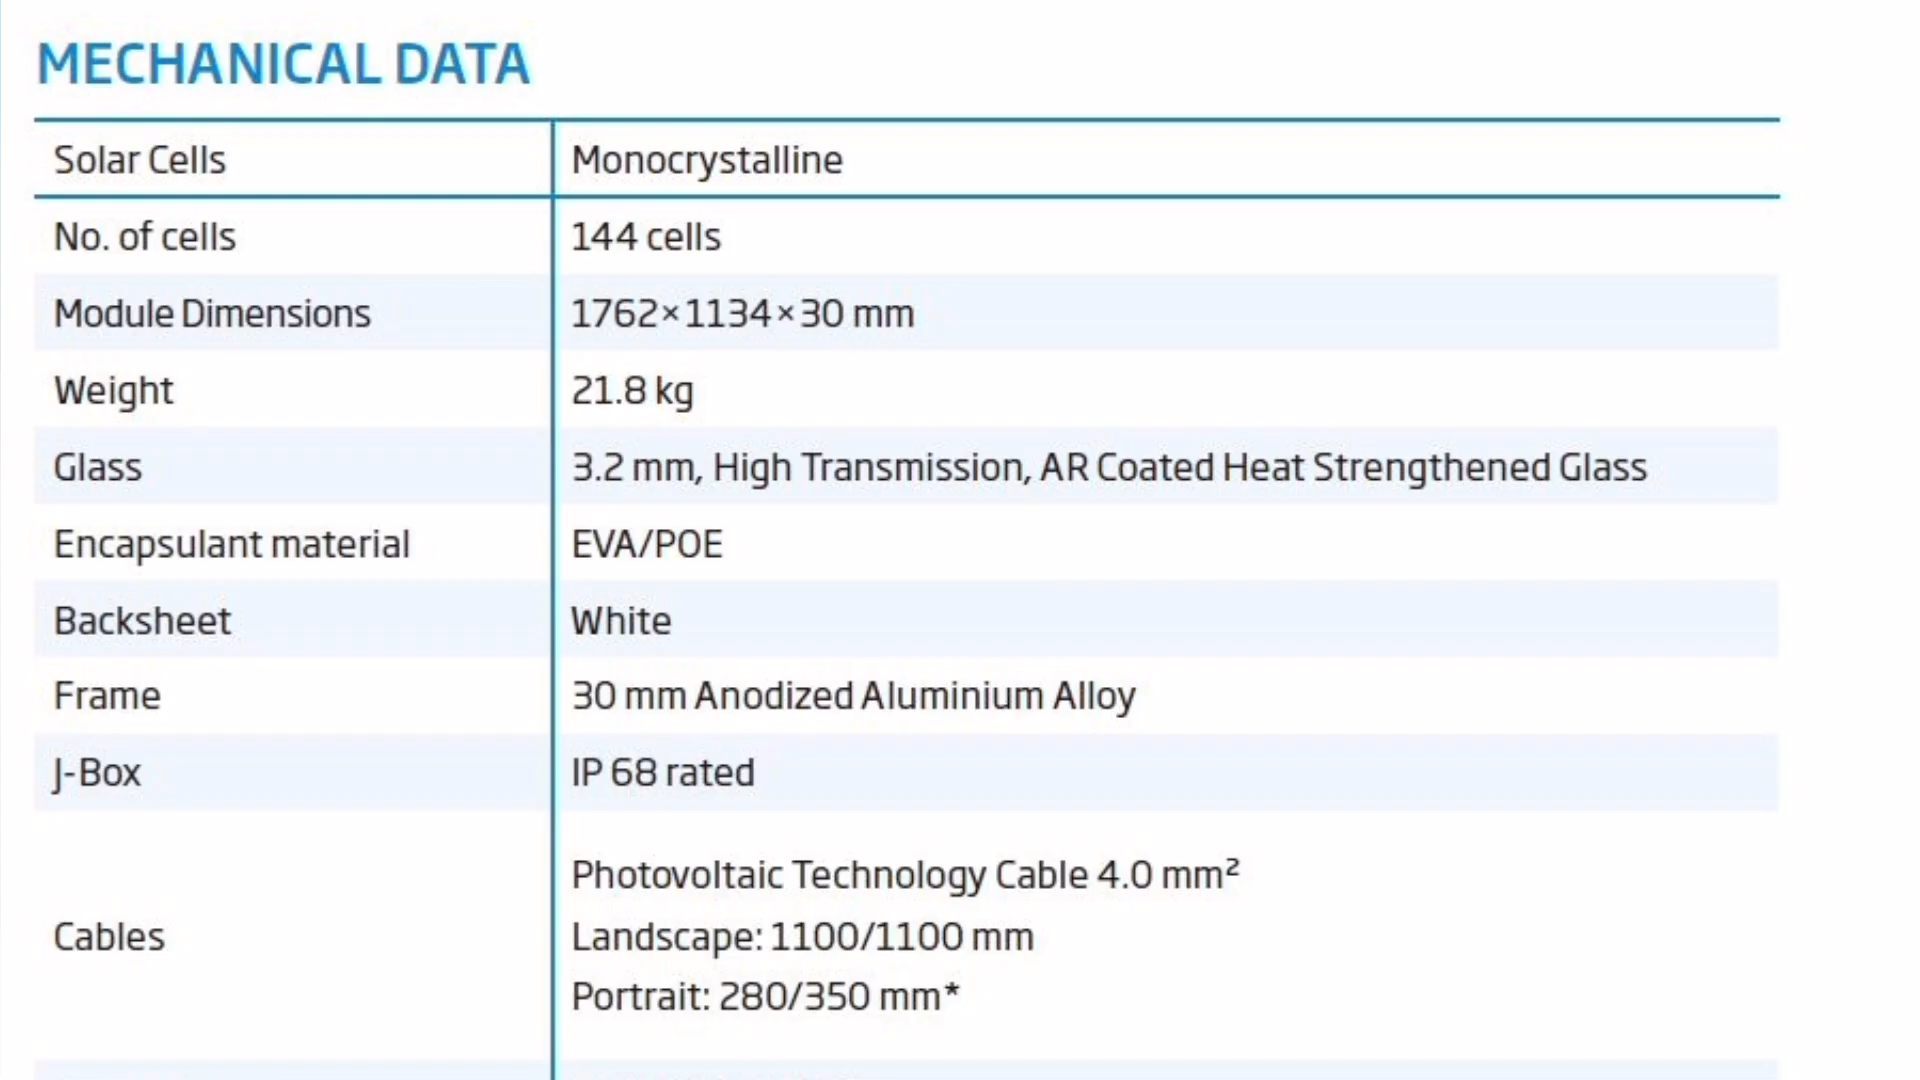 MECHANICAL DATA
Solar Cells Monocrystalline
No. of cells 144 cells
Module Dimensions 1762×1134×30 mm
Weight 21.8 kg
Glass 3.2 mm, High Transmission, AR Coated Heat Strengthened Glass
Encapsulant material EVA/POE
Backsheet White
Frame 30 mm Anodized Aluminium Alloy
J-Box IP 68 rated
Photovoltaic Technology Cable 4.0 mm²
Cables Landscape: 1100/1100 mm
Portrait: 280/350 mm*